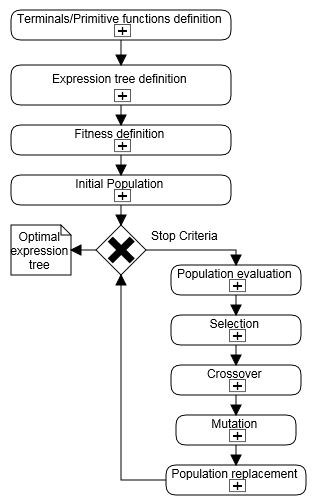 Terminals/Primitive functions definition
Expression tree definition
Fitness definition
Initial Population
Stop Criteria
Optimal
expression
tree
Population evaluation
Selection
Crossover
Mutation
Population replacement